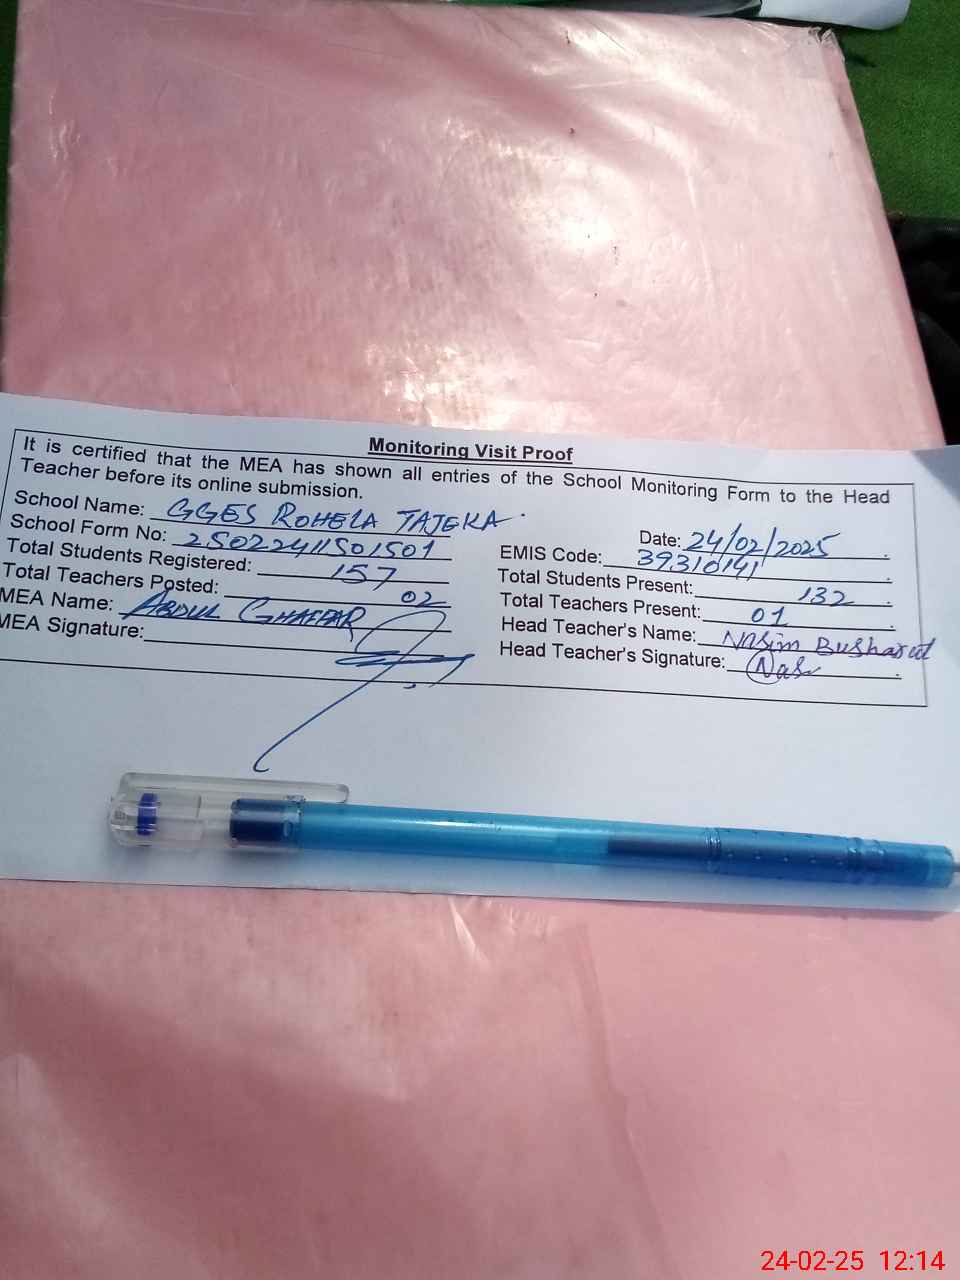 Monitoring Visit Proof
It is certified that the MEA has shown all entries of the School Monitoring Form to the Head
Teacher before its online submission.
School Name: GGES ROHELA TAJEKA.
Date: 24/02/2025.
School Form No: 25022411501501
EMIS Code: 39310141.
Total Students Registered: 157
Total Students Present: 132.
Total Teachers Posted: 02
Total Teachers Present: 01.
MEA Name: ABDUL GHAFFAR
Head Teacher's Name: Nasim Busharat.
MEA Signature:
Head Teacher's Signature: Nas.
24-02-25 12:14